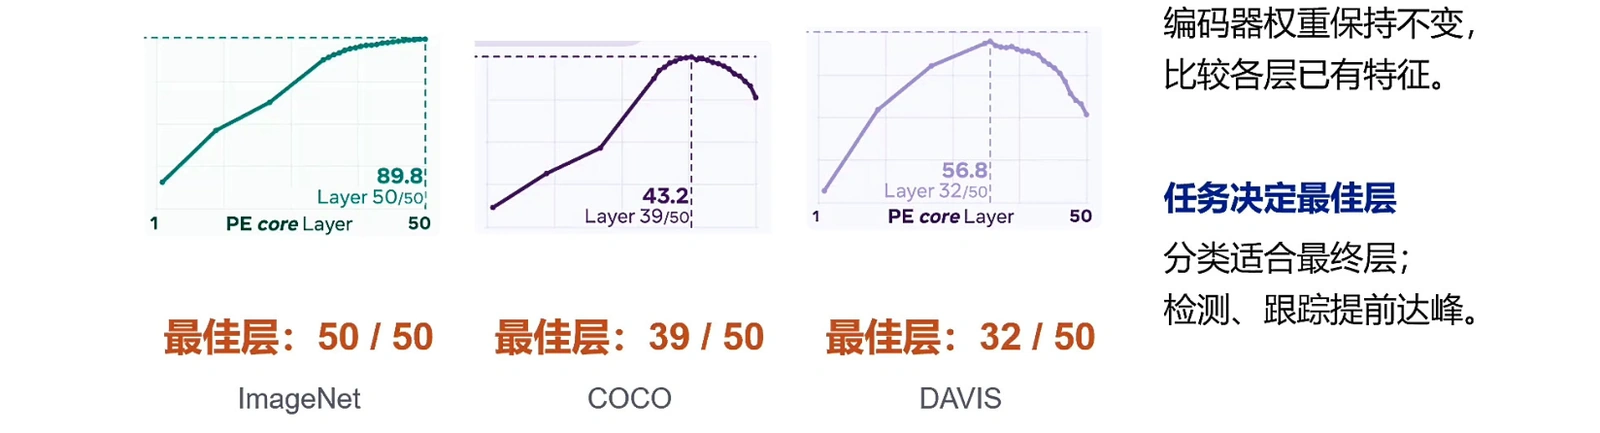 89.8
Layer 50/50
1
PE core Layer
50
43.2
Layer 39/50
PE core Layer
56.8
Layer 32/50
1
PE core Layer
50
最佳层：50 / 50
ImageNet
最佳层：39 / 50
COCO
最佳层：32 / 50
DAVIS
编码器权重保持不变，
比较各层已有特征。
任务决定最佳层
分类适合最终层；
检测、跟踪提前达峰。